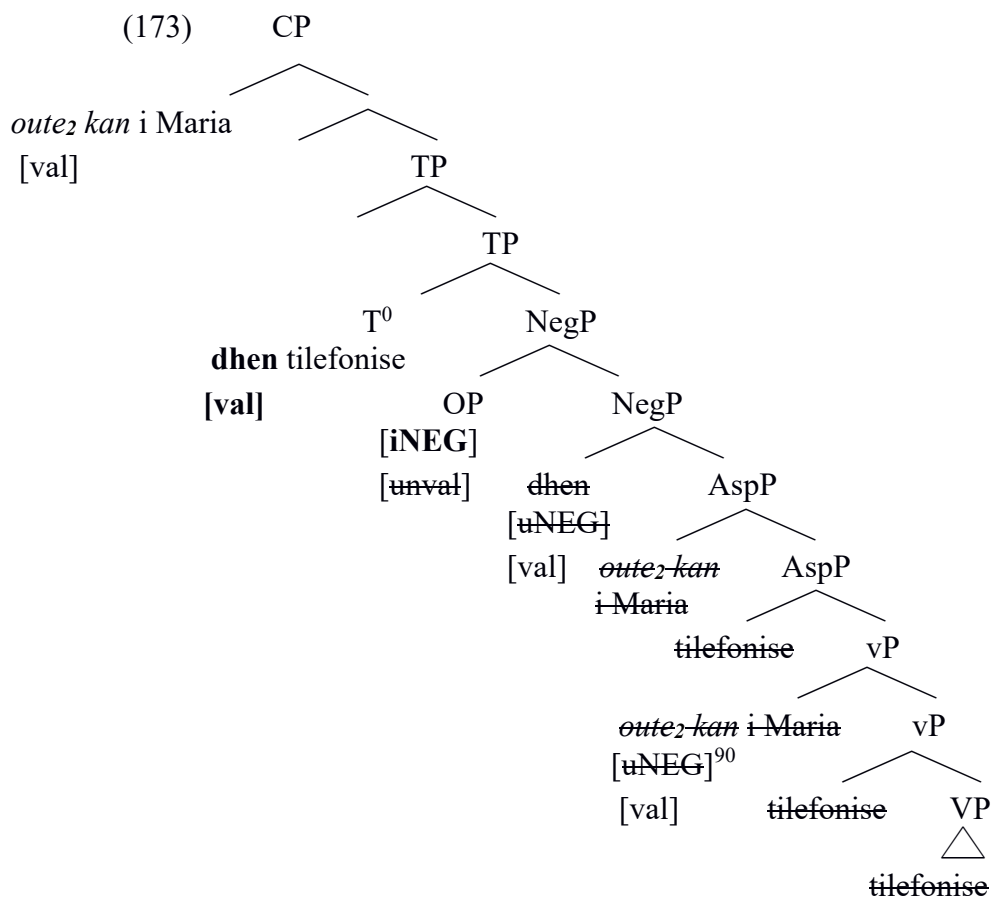 (173) CP
oute₂ kan i Maria
[val] TP
TP
T⁰ NegP
dhen tilefonise
[val] OP NegP
[iNEG]
[unval] dhen AspP
[uNEG]
[val] oute₂ kan AspP
i Maria
tilefonise vP
oute₂ kan i Maria vP
[uNEG]⁹⁰
[val] tilefonise VP
tilefonise